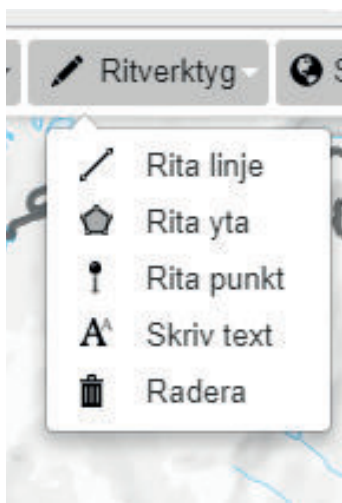 Ritverktyg
Rita linje
Rita yta
Rita punkt
Skriv text
Radera